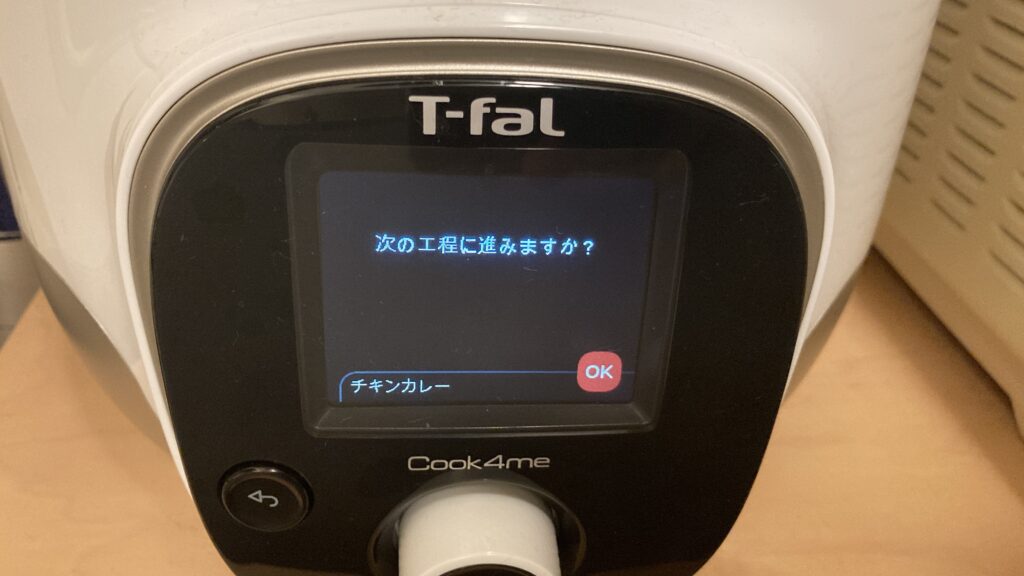 T-fal
次の工程に進みますか？
OK
チキンカレー
Cook4me